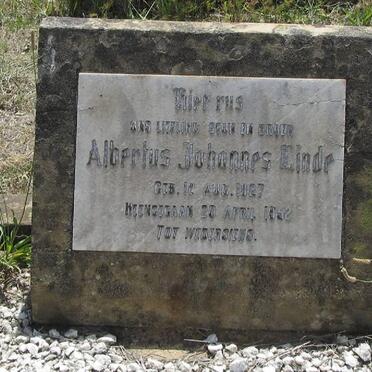 Hier rus
ONS LIEFLING SEUN EN BROER
Albertus Johannes Linde
GEB. 12 AUG. 1927
HEENGEGAAN 20 APRIL 1942
TOT WEDERSIENS.